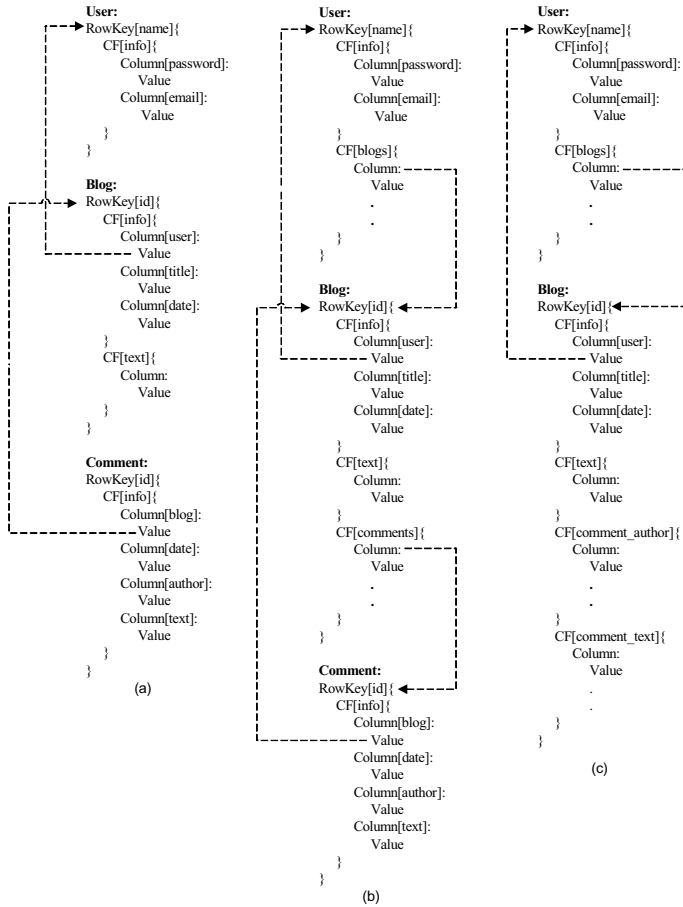 User:
RowKey[name]{
CF[info]{
Column[password]:
Value
Column[email]:
Value
}
}
Blog:
RowKey[id]{
CF[info]{
Column[user]:
Value
Column[title]:
Value
Column[date]:
Value
}
CF[text]{
Column:
Value
}
}
Comment:
RowKey[id]{
CF[info]{
Column[blog]:
Value
Column[date]:
Value
Column[author]:
Value
Column[text]:
Value
}
}
(a)
User:
RowKey[name]{
CF[info]{
Column[password]:
Value
Column[email]:
Value
}
CF[blogs]{
Column:
Value
.
.
}
}
Blog:
RowKey[id]{
CF[info]{
Column[user]:
Value
Column[title]:
Value
Column[date]:
Value
}
CF[text]{
Column:
Value
}
CF[comments]{
Column:
Value
.
.
}
}
Comment:
RowKey[id]{
CF[info]{
Column[blog]:
Value
Column[date]:
Value
Column[author]:
Value
Column[text]:
Value
}
}
(b)
User:
RowKey[name]{
CF[info]{
Column[password]:
Value
Column[email]:
Value
}
CF[blogs]{
Column:
Value
.
.
}
}
Blog:
RowKey[id]{
CF[info]{
Column[user]:
Value
Column[title]:
Value
Column[date]:
Value
}
CF[text]{
Column:
Value
}
CF[comment_author]{
Column:
Value
.
.
}
CF[comment_text]{
Column:
Value
.
.
}
}
(c)